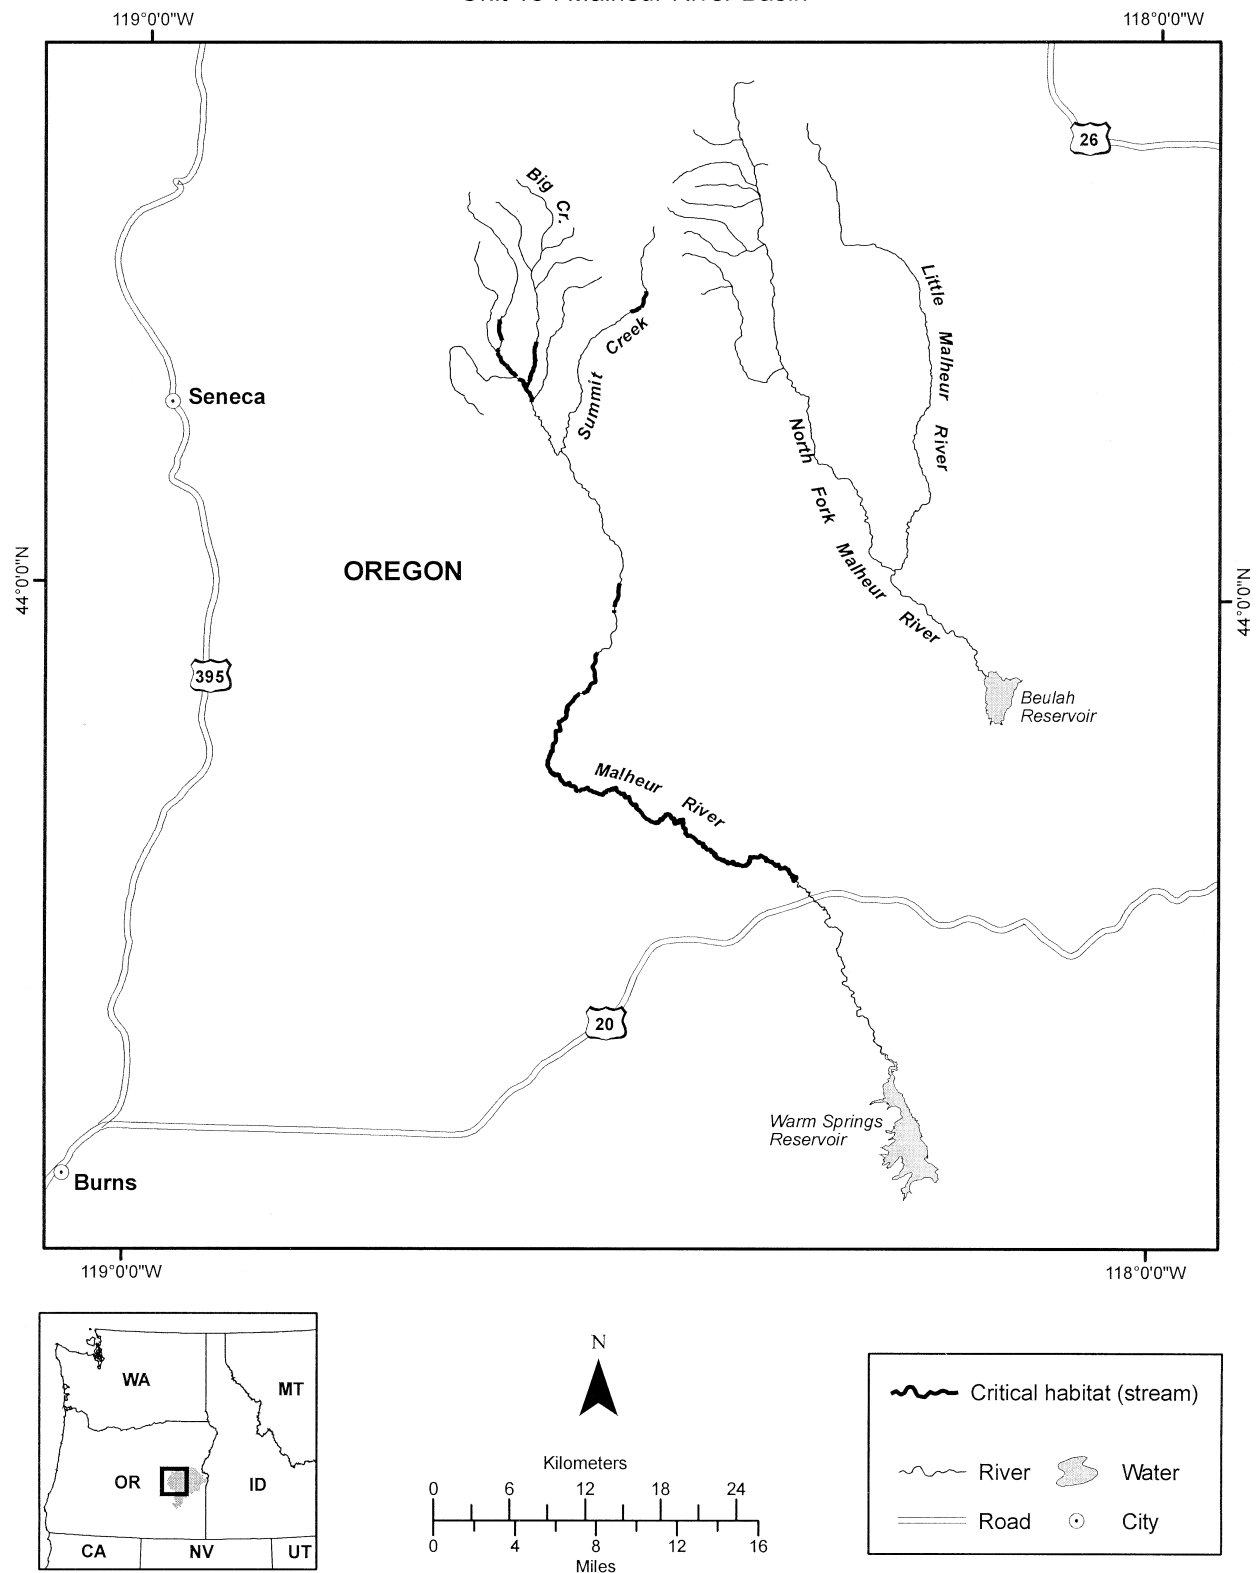 119°0'0"W
118°0'0"W
26
Big Cr.
Little Malheur River
Summit Creek
Seneca
North Fork Malheur River
44°0'0"N
OREGON
44°0'0"N
395
Beulah
Reservoir
Malheur River
20
Warm Springs
Reservoir
Burns
119°0'0"W
118°0'0"W
WA
MT
OR
ID
CA
NV
UT
N
Kilometers
0 6 12 18 24
0 4 8 12 16
Miles
Critical habitat (stream)
River
Water
Road
City